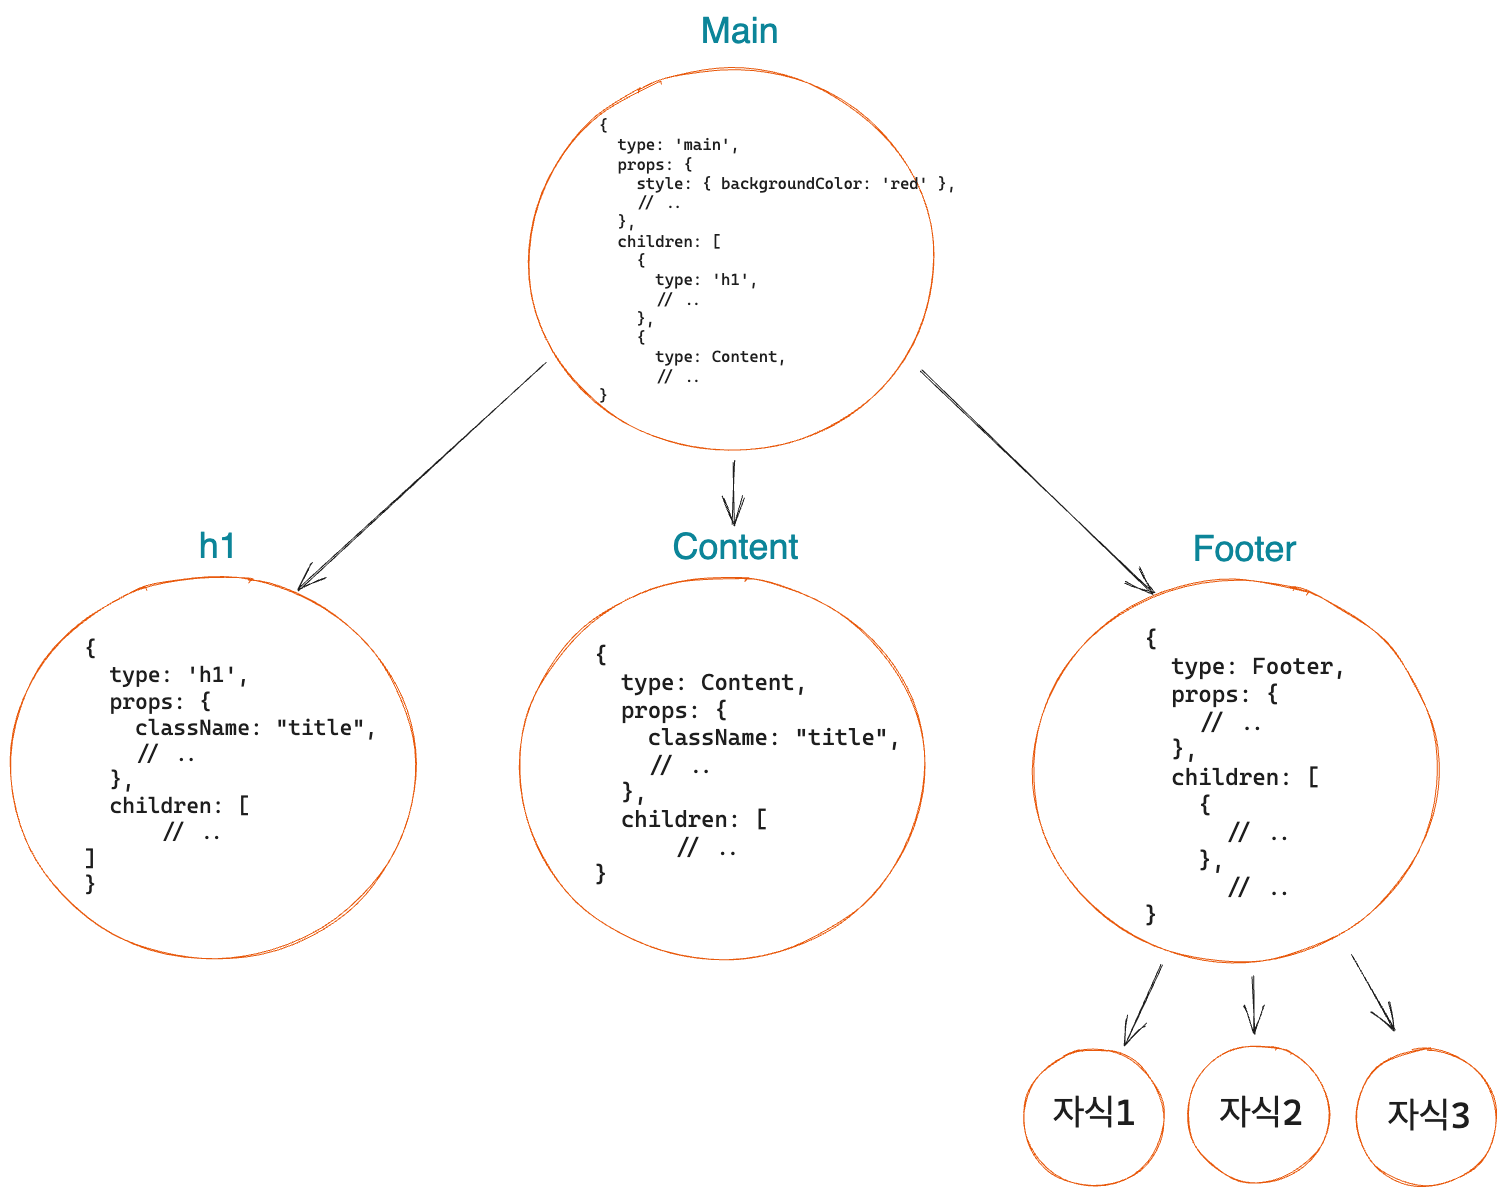 Main
{
  type: 'main',
  props: {
    style: { backgroundColor: 'red' },
    // ..
  },
  children: [
    {
      type: 'h1',
      // ..
    },
    {
      type: Content,
      // ..
}
h1
{
  type: 'h1',
  props: {
    className: "title",
    // ..
  },
  children: [
      // ..
]
}
Content
{
  type: Content,
  props: {
    className: "title",
    // ..
  },
  children: [
      // ..
}
Footer
{
  type: Footer,
  props: {
    // ..
  },
  children: [
    {
      // ..
    },
      // ..
}
자식1
자식2
자식3